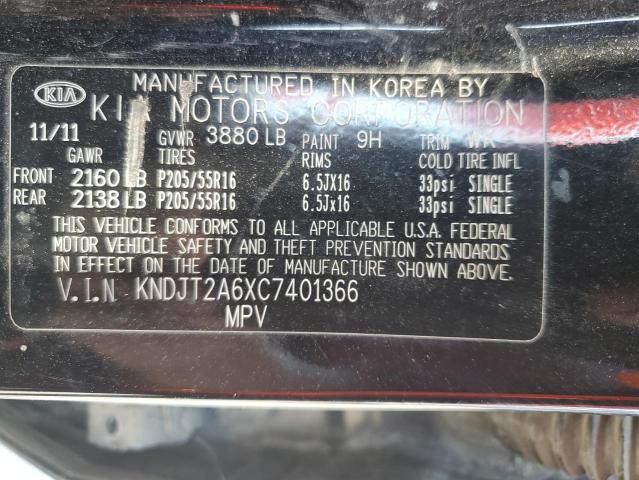 KIA MANUFACTURED IN KOREA BY
KIA MOTORS CORPORATION
11/11 GVWR 3880 LB PAINT 9H TRIM WK
GAWR TIRES RIMS COLD TIRE INFL
FRONT 2160 LB P205/55R16 6.5Jx16 33psi SINGLE
REAR 2138 LB P205/55R16 6.5Jx16 33psi SINGLE
THIS VEHICLE CONFORMS TO ALL APPLICABLE U.S.A. FEDERAL
MOTOR VEHICLE SAFETY AND THEFT PREVENTION STANDARDS
IN EFFECT ON THE DATE OF MANUFACTURE SHOWN ABOVE.
V.I.N KNDJT2A6XC7401366
MPV